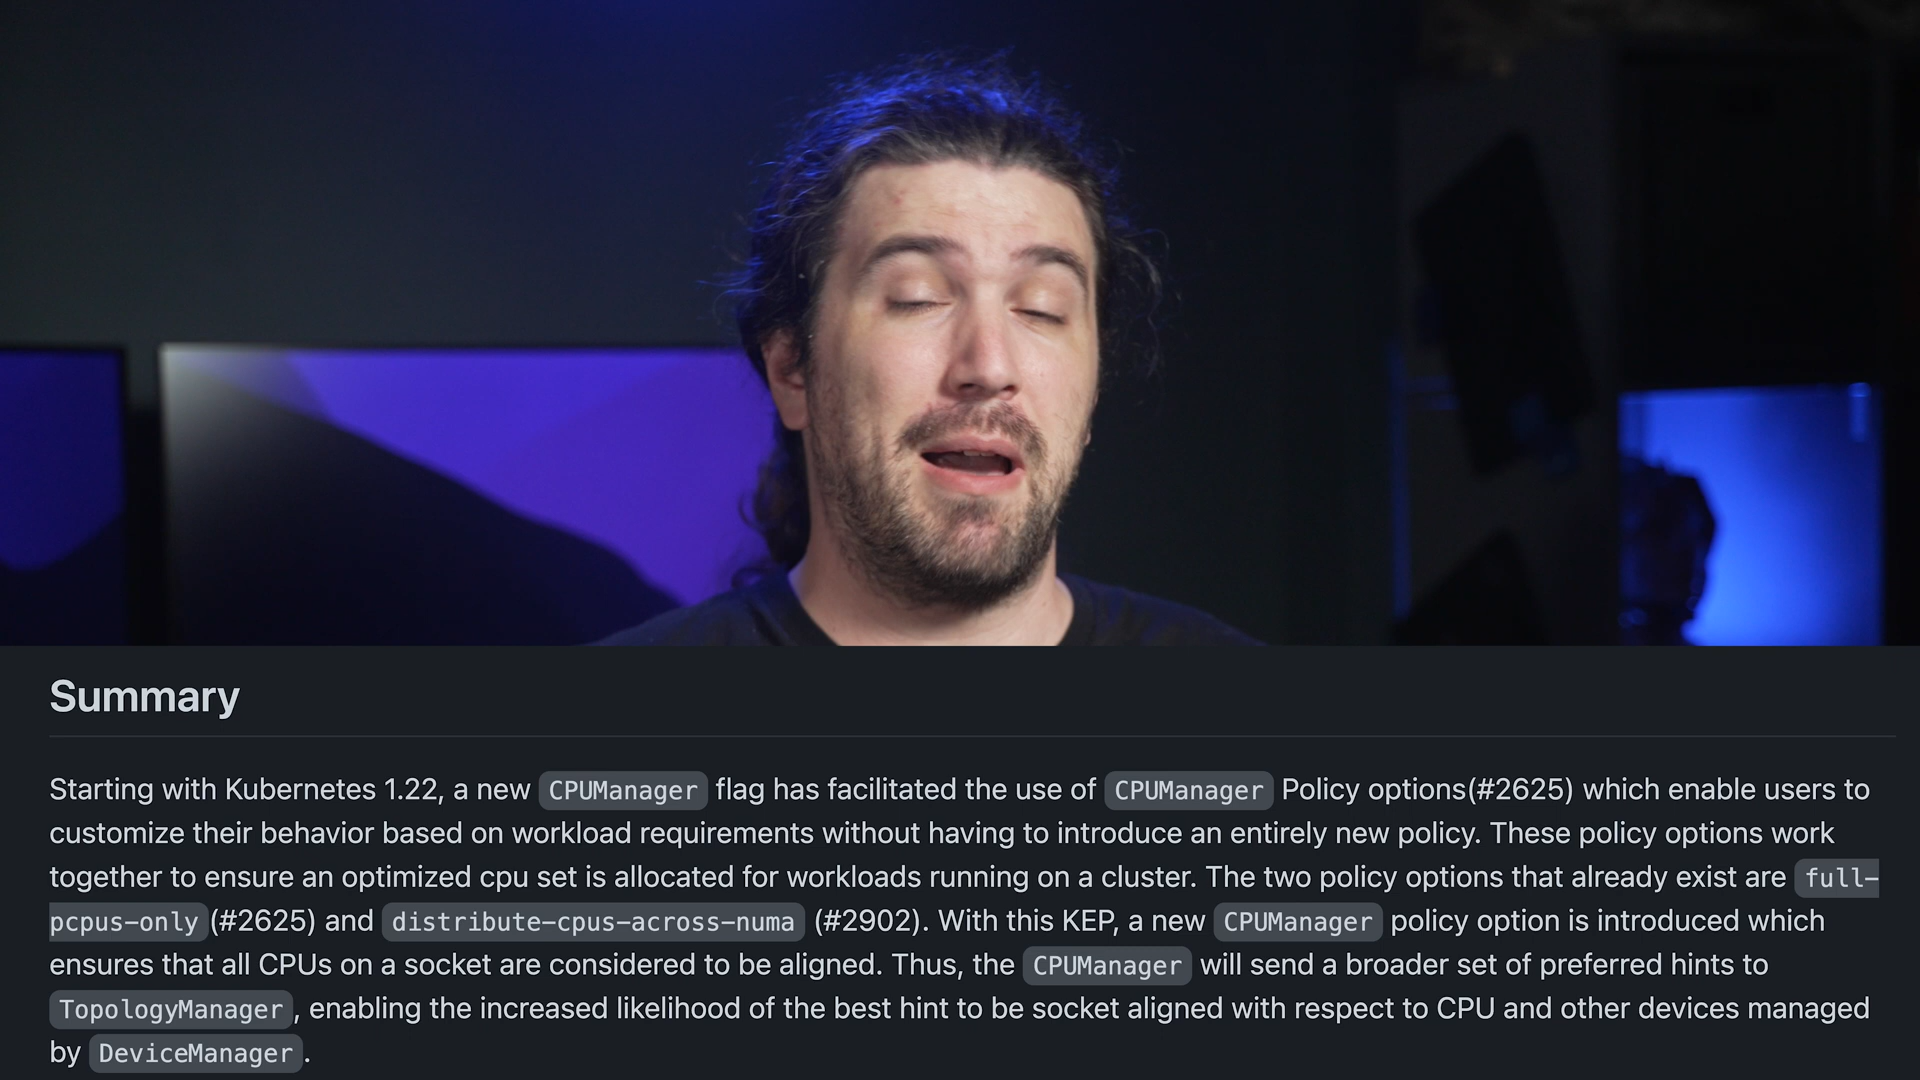 Summary
Starting with Kubernetes 1.22, a new CPUManager flag has facilitated the use of CPUManager Policy options(#2625) which enable users to
customize their behavior based on workload requirements without having to introduce an entirely new policy. These policy options work
together to ensure an optimized cpu set is allocated for workloads running on a cluster. The two policy options that already exist are full-
pcpus-only(#2625) and distribute-cpus-across-numa (#2902). With this KEP, a new CPUManager policy option is introduced which
ensures that all CPUs on a socket are considered to be aligned. Thus, the CPUManager will send a broader set of preferred hints to
TopologyManager, enabling the increased likelihood of the best hint to be socket aligned with respect to CPU and other devices managed
by DeviceManager.